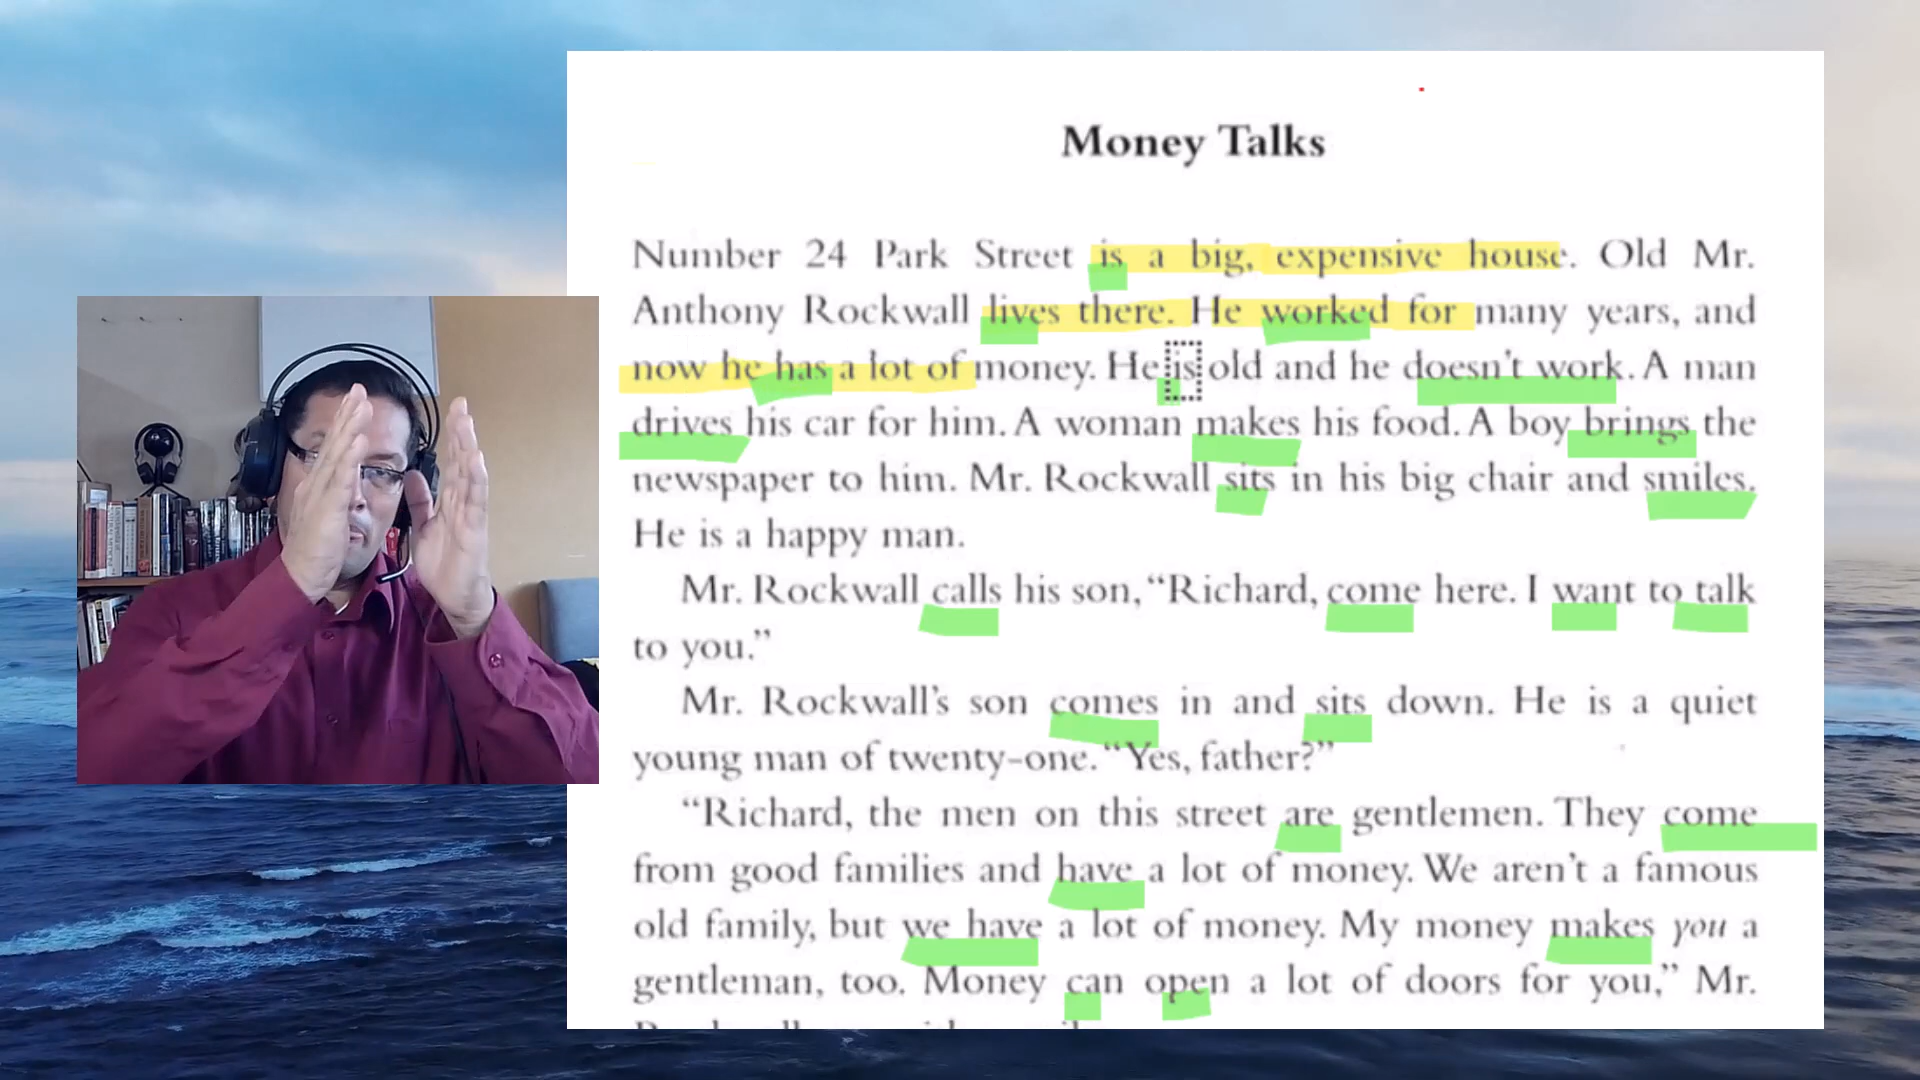 Money Talks
Number 24 Park Street is a big, expensive house. Old Mr.
Anthony Rockwall lives there. He worked for many years, and
now he has a lot of money. He is old and he doesn't work. A man
drives his car for him. A woman makes his food. A boy brings the
newspaper to him. Mr. Rockwall sits in his big chair and smiles.
He is a happy man.
Mr. Rockwall calls his son, “Richard, come here. I want to talk
to you.”
Mr. Rockwall’s son comes in and sits down. He is a quiet
young man of twenty-one. “Yes, father?”
“Richard, the men on this street are gentlemen. They come
from good families and have a lot of money. We aren’t a famous
old family, but we have a lot of money. My money makes you a
gentleman, too. Money can open a lot of doors for you,” Mr.